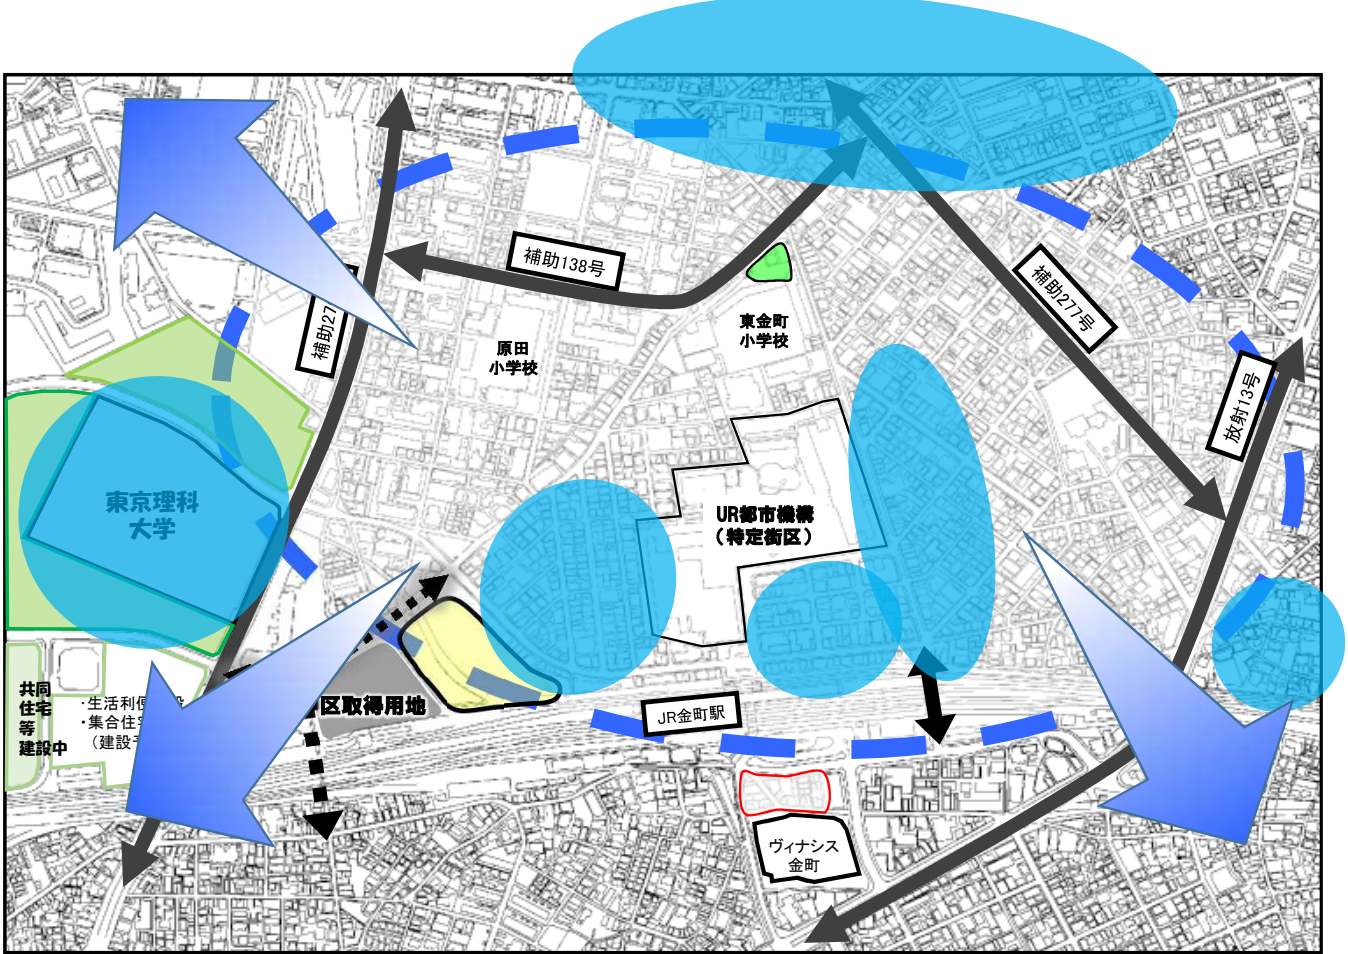 補助138号
補助277号
補助27
東金町
小学校
原田
小学校
放射13号
東京理科
大学
UR都市機構
（特定街区）
共同
住宅
等
建設中
・生活利便
・集合住
（建設
区取得用地
JR金町駅
ヴィナシス
金町